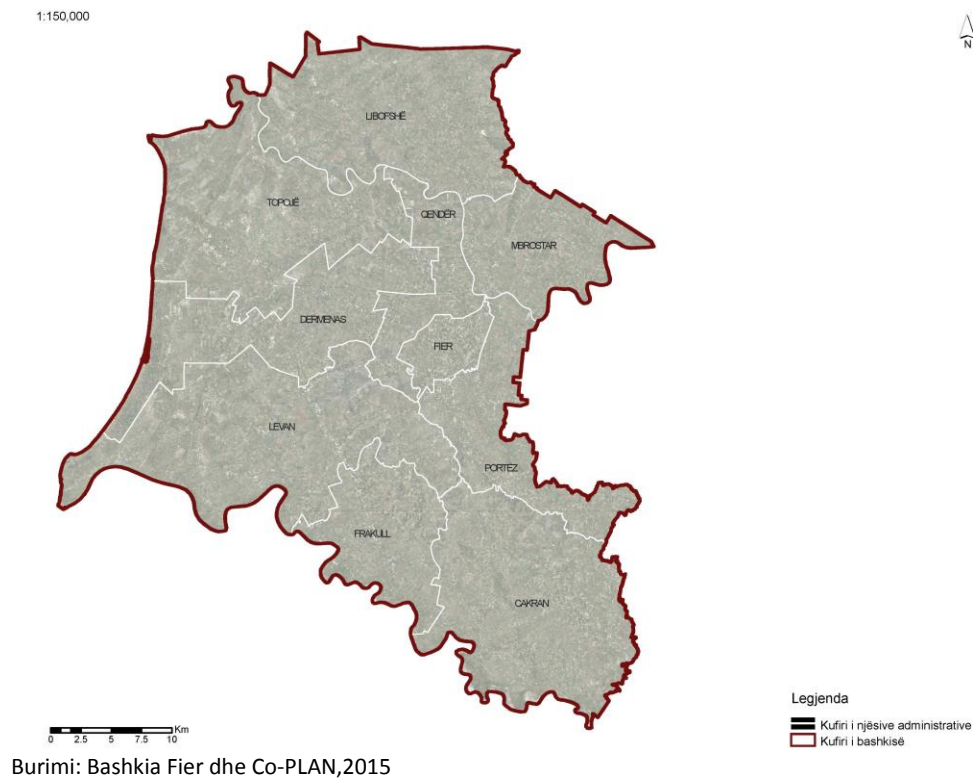 1:150,000
N
LIBOFSHË
TOPOJË
QENDËR
MBROSTAR
DERMENAS
FIER
LEVAN
PORTËZ
FRAKULL
CAKRAN
Legjenda
Kufiri i njësive administrative
Kufiri i bashkisë
Km
0 2.5 5 7.5 10
Burimi: Bashkia Fier dhe Co-PLAN,2015